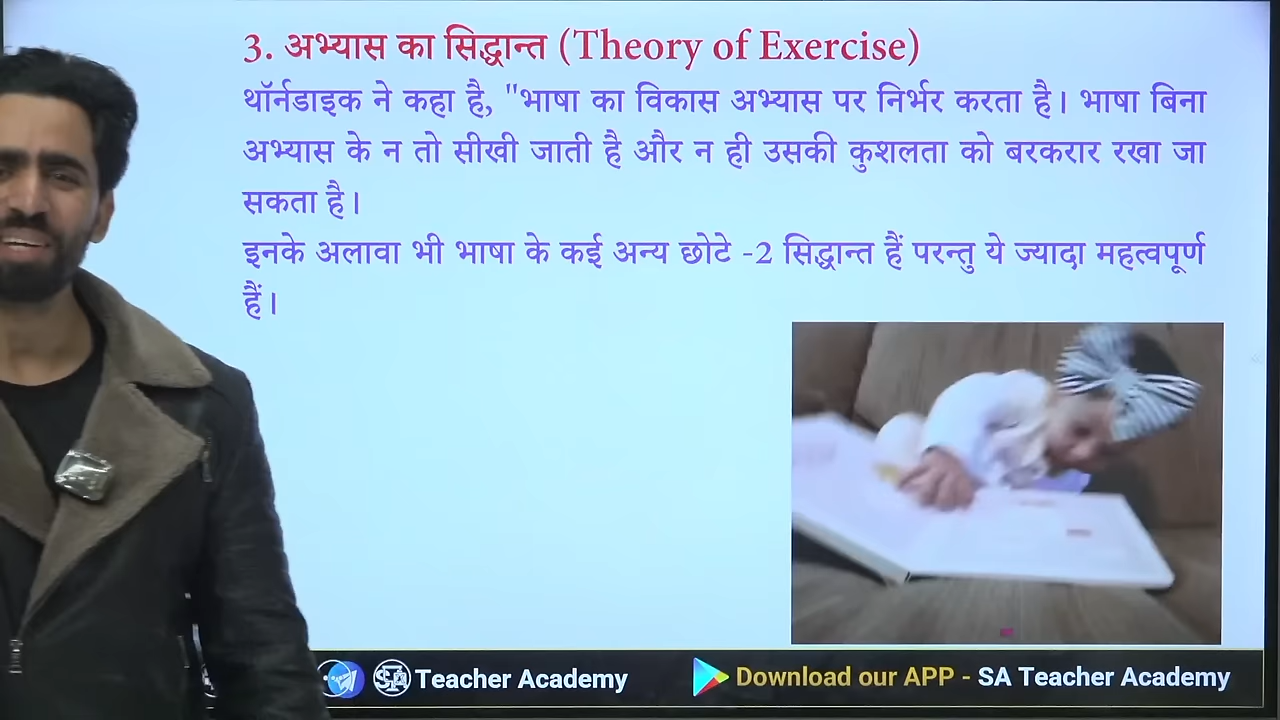 3. अभ्यास का सिद्धान्त (Theory of Exercise)
थॉर्नडाइक ने कहा है, "भाषा का विकास अभ्यास पर निर्भर करता है। भाषा बिना
अभ्यास के न तो सीखी जाती है और न ही उसकी कुशलता को बरकरार रखा जा
सकता है।
इनके अलावा भी भाषा के कई अन्य छोटे -2 सिद्धान्त हैं परन्तु ये ज्यादा महत्वपूर्ण
हैं।
SA Teacher Academy
Download our APP - SA Teacher Academy